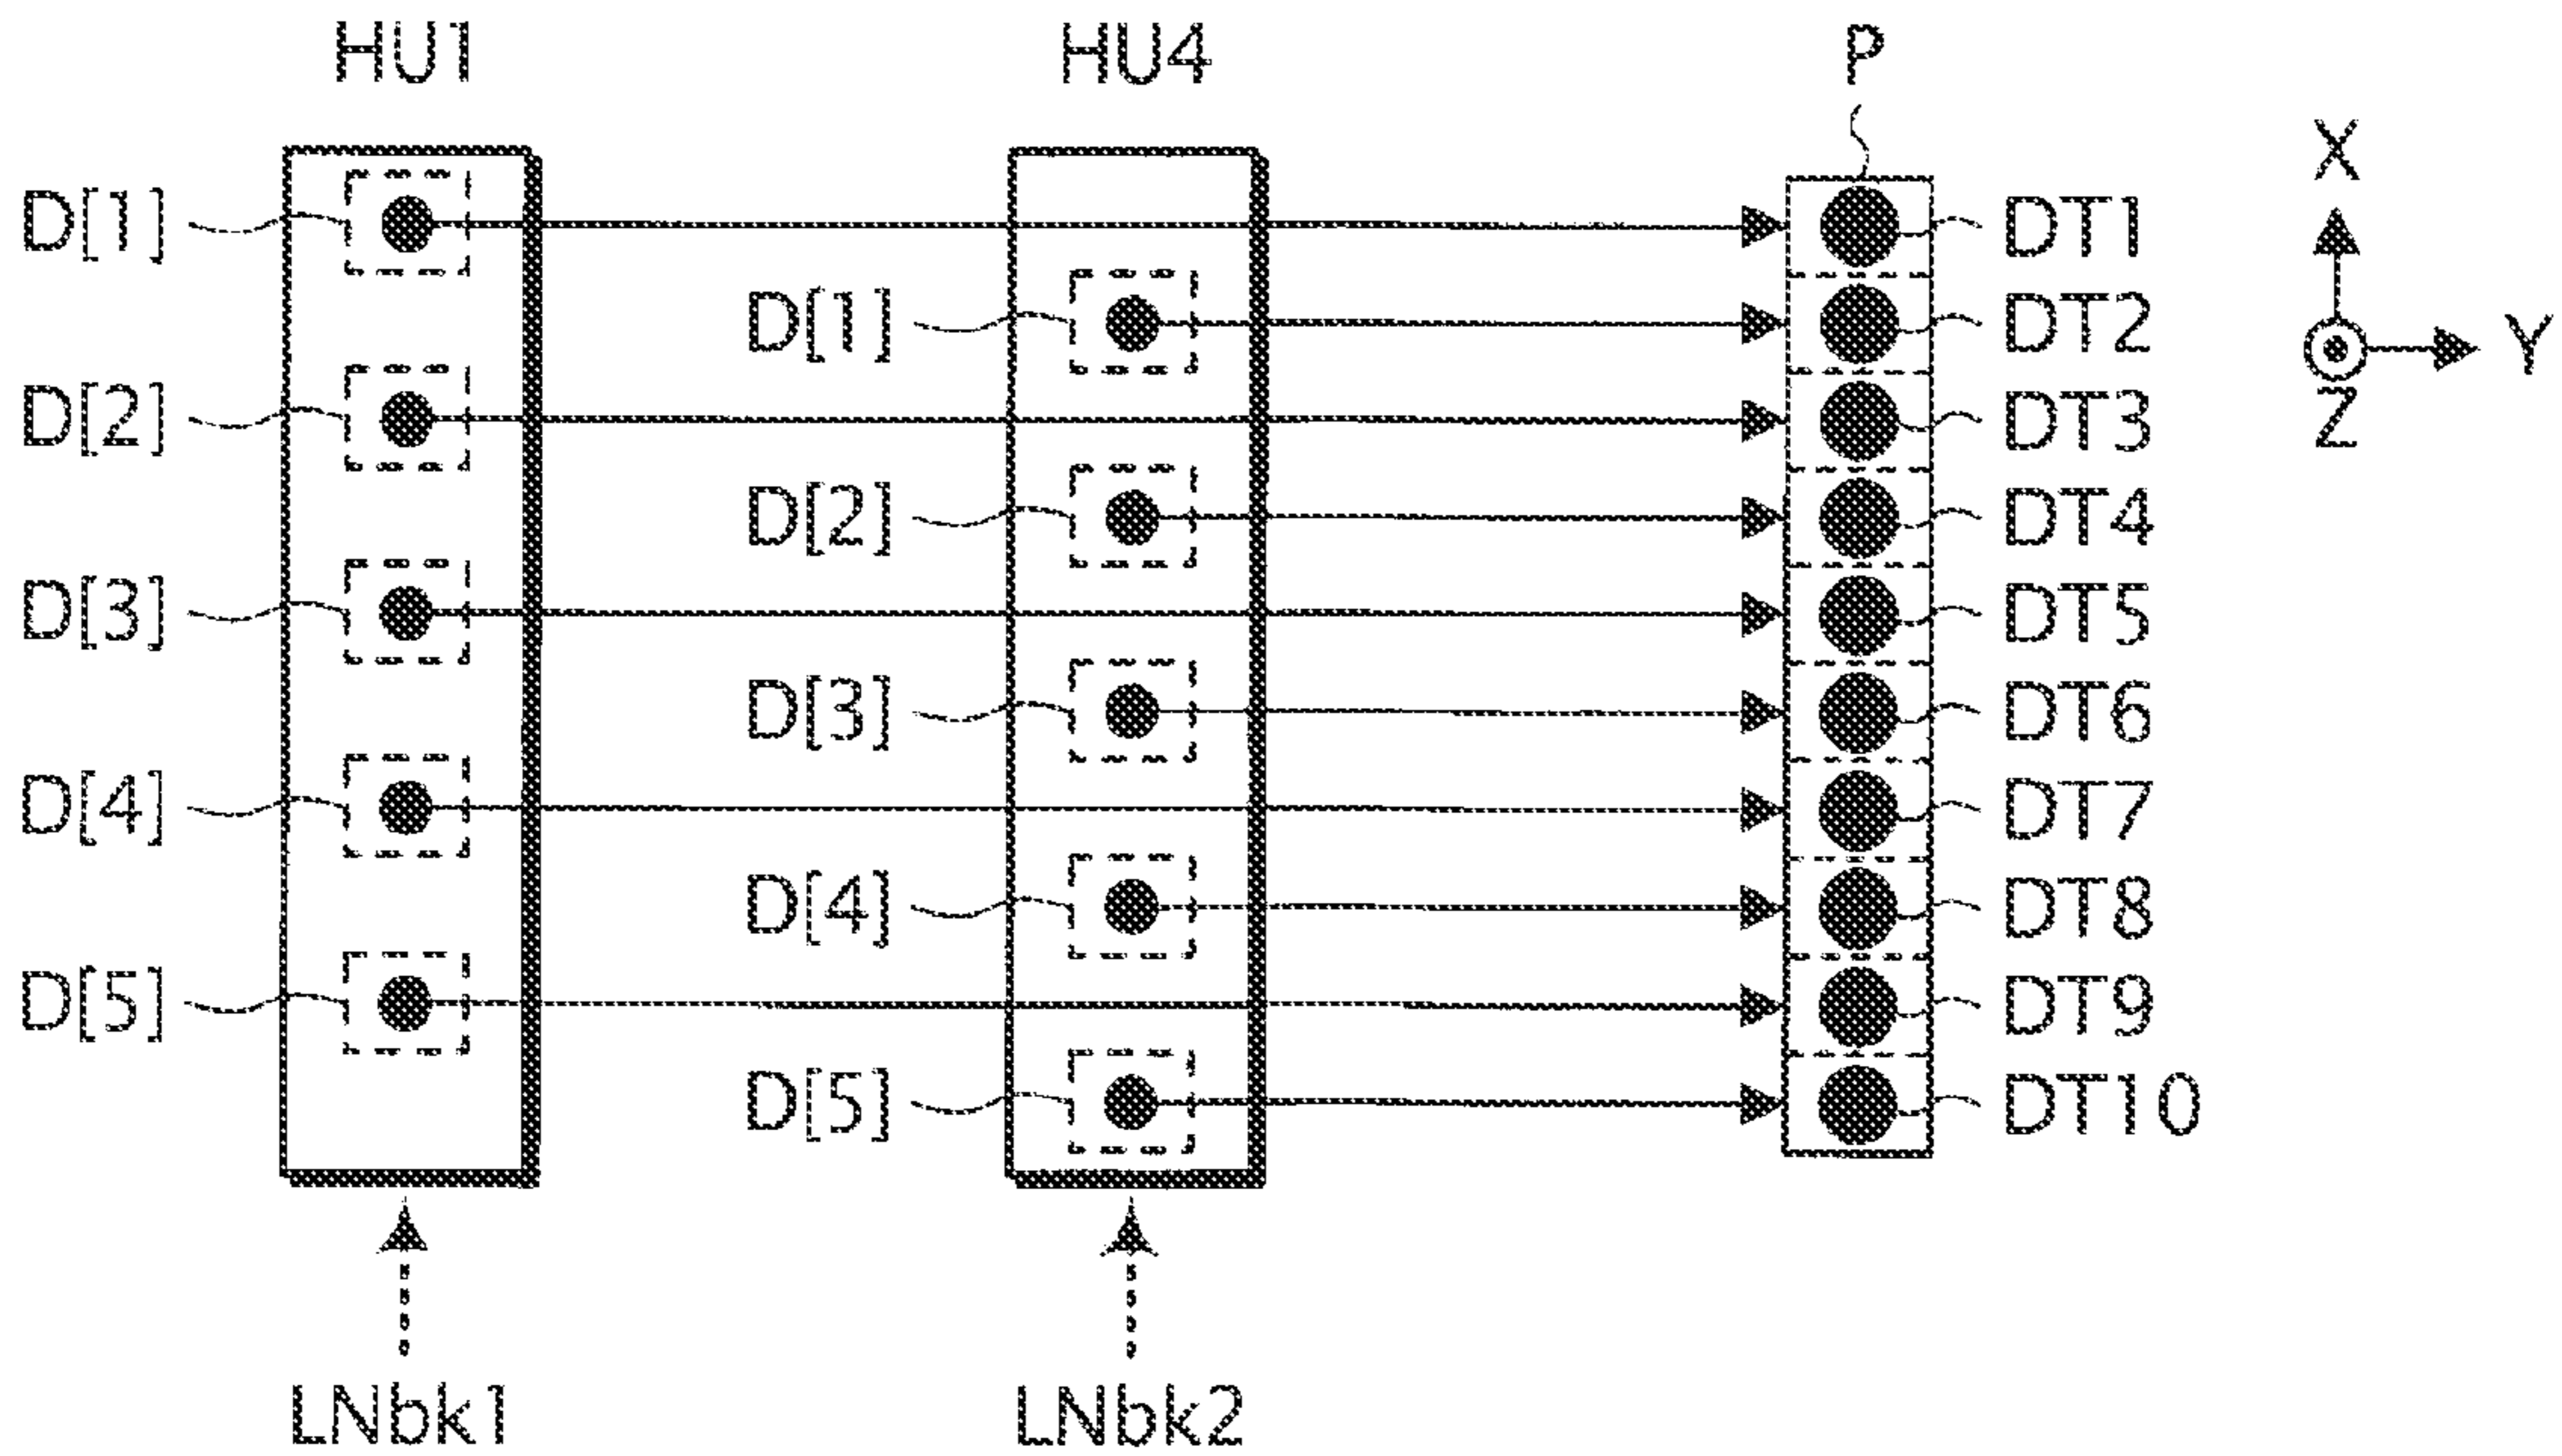 HU1 HU4 P
X
D[1] DT1
D[1] DT2 Y
D[2] DT3 Z
D[2] DT4
D[3] DT5
D[3] DT6
D[4] DT7
D[4] DT8
D[5] DT9
D[5] DT10
LNbk1 LNbk2